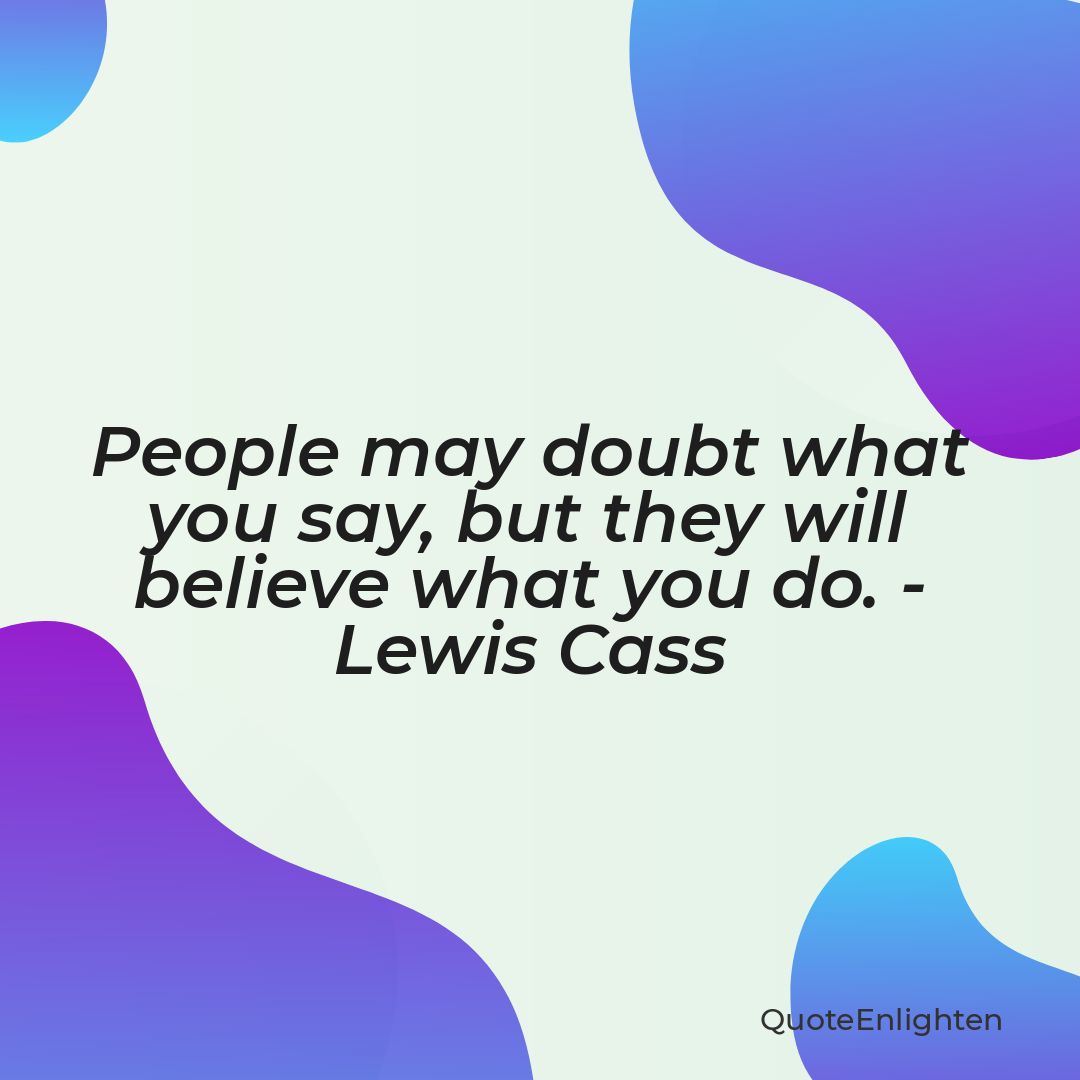 People may doubt what
you say, but they will
believe what you do. -
Lewis Cass
QuoteEnlighten